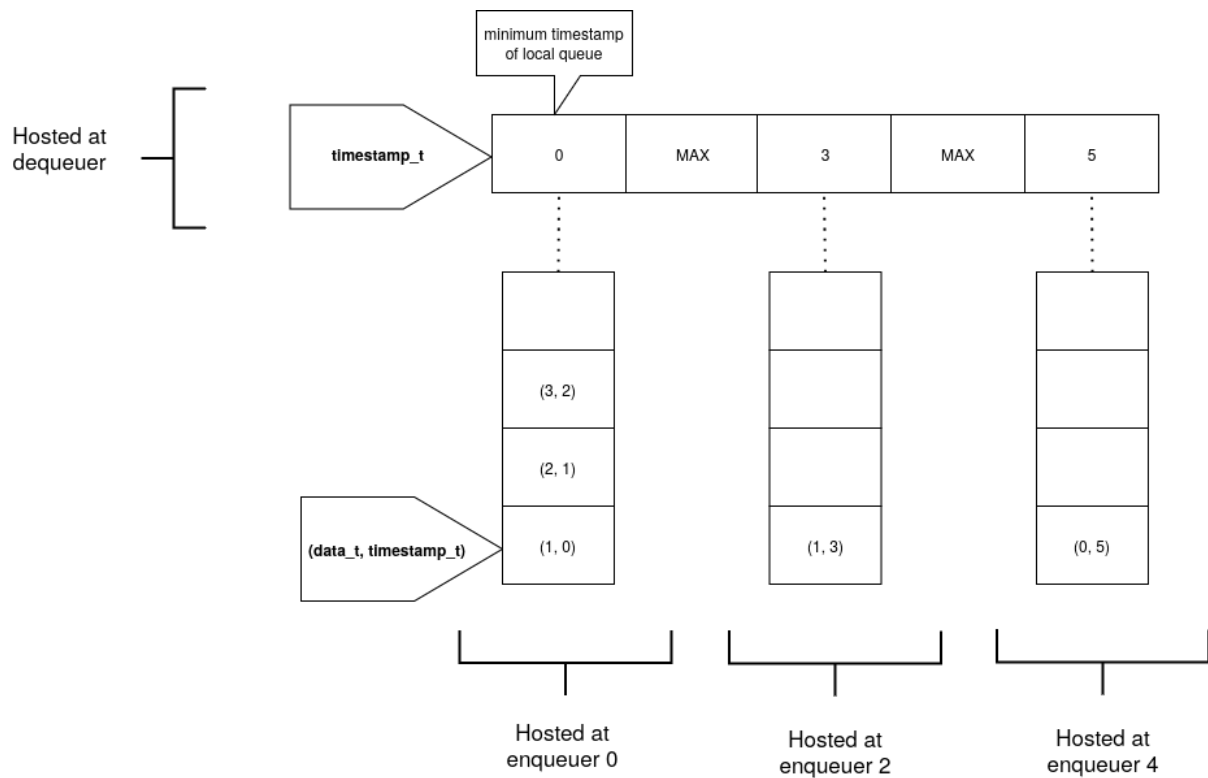 minimum timestamp
of local queue
Hosted at
dequeuer
timestamp_t
0
MAX
3
MAX
5
(3, 2)
(2, 1)
(data_t, timestamp_t)
(1, 0)
(1, 3)
(0, 5)
Hosted at
enqueuer 0
Hosted at
enqueuer 2
Hosted at
enqueuer 4